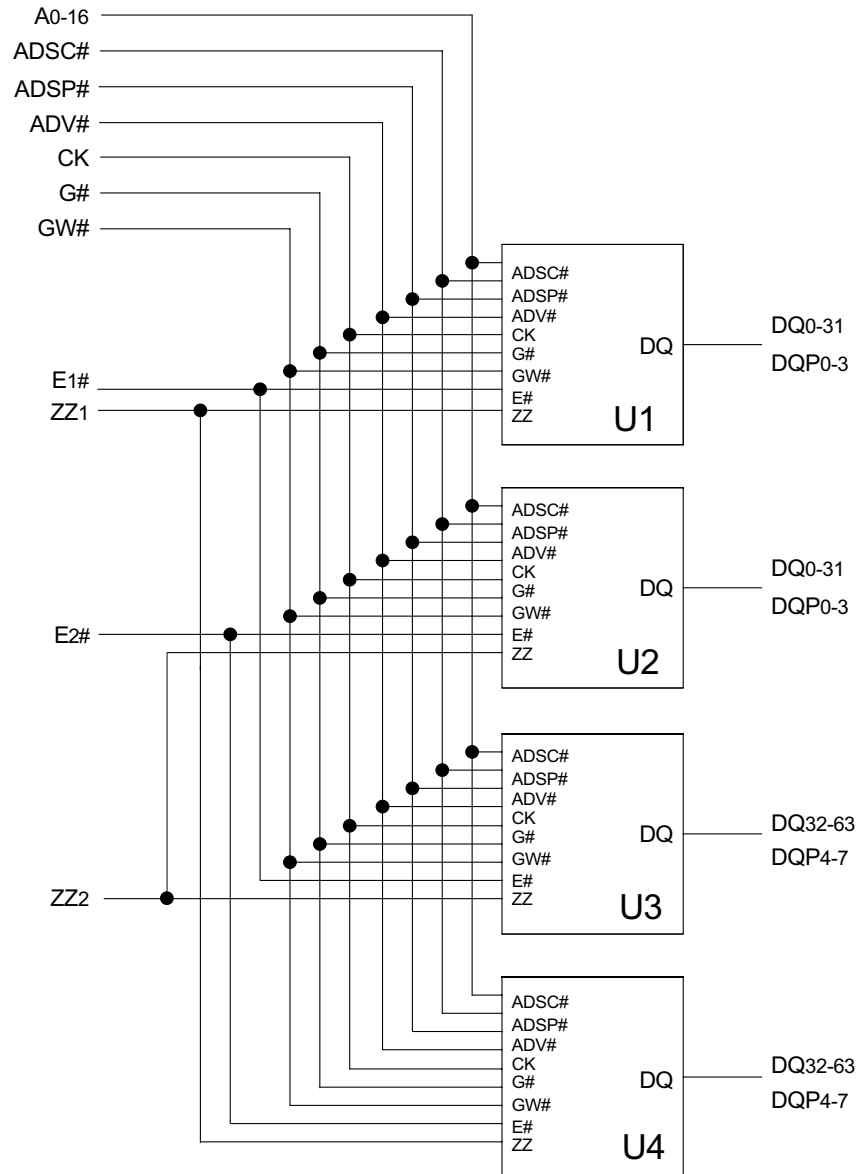 A0-16
ADSC#
ADSP#
ADV#
CK
G#
GW#
E1#
ZZ1
ADSC#
ADSP#
ADV#
CK
G#
GW#
E#
ZZ
DQ
U1
DQ0-31
DQP0-3
E2#
ADSC#
ADSP#
ADV#
CK
G#
GW#
E#
ZZ
DQ
U2
DQ0-31
DQP0-3
ZZ2
ADSC#
ADSP#
ADV#
CK
G#
GW#
E#
ZZ
DQ
U3
DQ32-63
DQP4-7
ADSC#
ADSP#
ADV#
CK
G#
GW#
E#
ZZ
DQ
U4
DQ32-63
DQP4-7